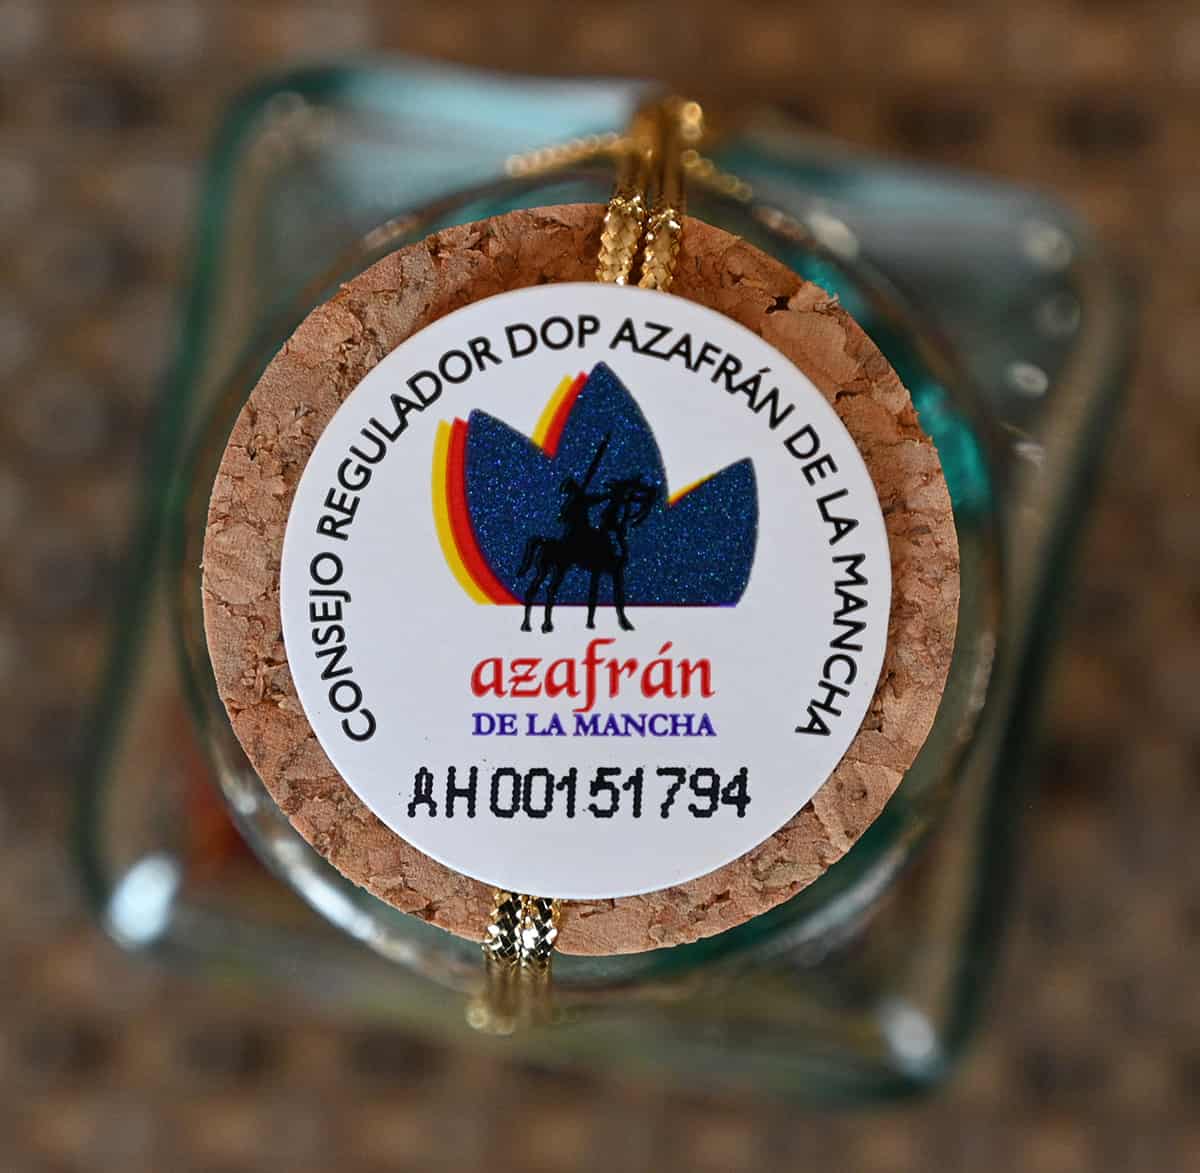 CONSEJO REGULADOR DOP AZAFRÁN DE LA MANCHA
azafrán
DE LA MANCHA
AH00151794